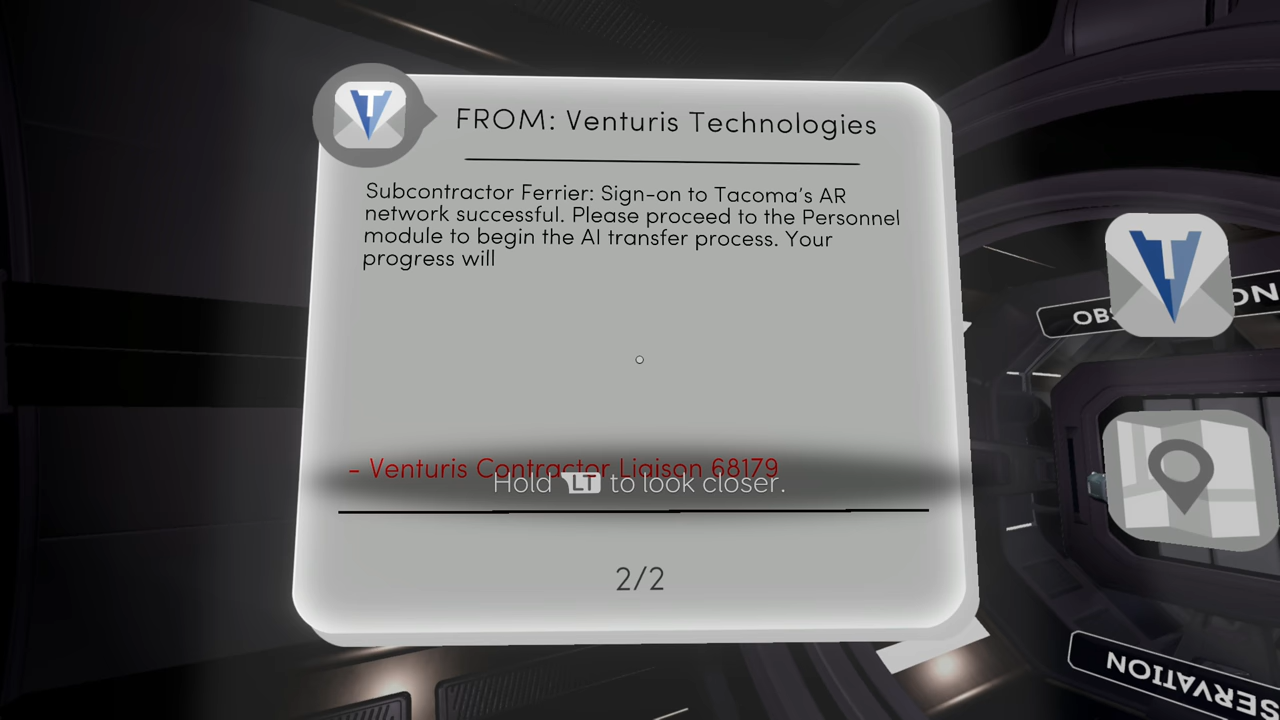 FROM: Venturis Technologies
Subcontractor Ferrier: Sign-on to Tacoma's AR
network successful. Please proceed to the Personnel
module to begin the AI transfer process. Your
progress will
- Venturis Contractor Liaison 68179
Hold LT to look closer.
2/2